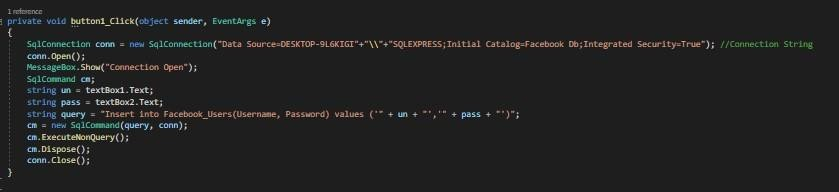 1 reference
private void button1_Click(object sender, EventArgs e)
{
SqlConnection conn = new SqlConnection("Data Source=DESKTOP-9L6KIGI"+"\\"+"SQLEXPRESS;Initial Catalog=Facebook Db;Integrated Security=True"); //Connection String
conn.Open();
MessageBox.Show("Connection Open");
SqlCommand cm;
string un = textBox1.Text;
string pass = textBox2.Text;
string query = "Insert into Facebook_Users(Username, Password) values ('" + un + "','" + pass + "')";
cm = new SqlCommand(query, conn);
cm.ExecuteNonQuery();
cm.Dispose();
conn.Close();
}